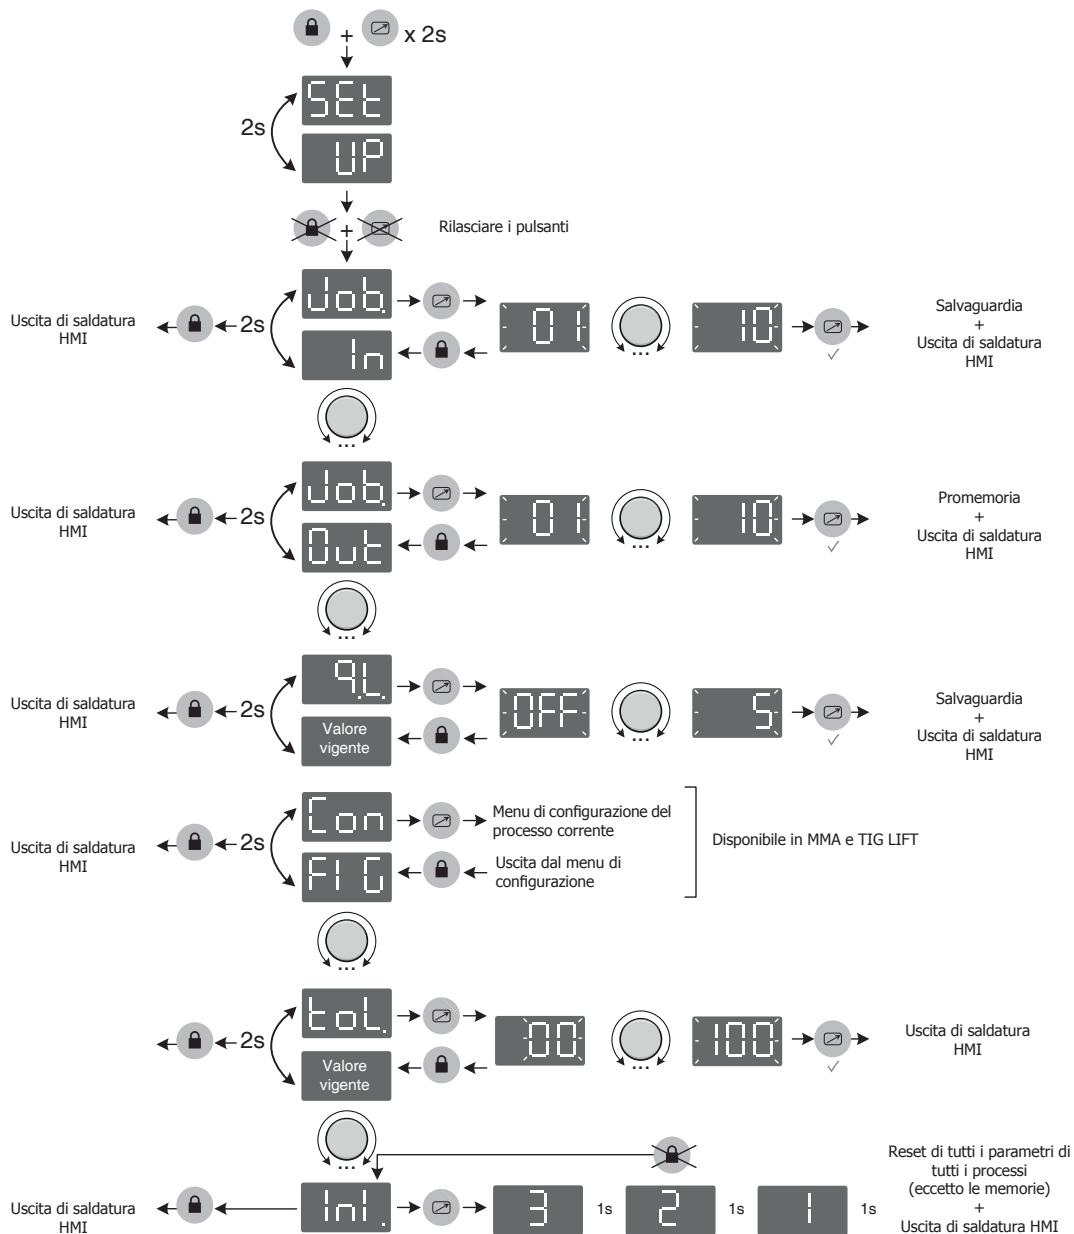 + x 2s
SEt
2s
UP
+ Rilasciare i pulsanti
Job.
Uscita di saldatura
HMI
2s
In
01
...
10
Salvaguardia
+
Uscita di saldatura
HMI
...
Job.
Uscita di saldatura
HMI
2s
Out
01
...
10
Promemoria
+
Uscita di saldatura
HMI
...
q.L.
Uscita di saldatura
HMI
2s
Valore
vigente
OFF
...
5
Salvaguardia
+
Uscita di saldatura
HMI
Con
Uscita di saldatura
HMI
2s
FIG
Menu di configurazione del
processo corrente
Uscita dal menu di
configurazione
Disponibile in MMA e TIG LIFT
...
toL.
2s
Valore
vigente
00
...
100
Uscita di saldatura
HMI
...
Uscita di saldatura
HMI
InI.
3 1s 2 1s 1 1s
Reset di tutti i parametri di
tutti i processi
(eccetto le memorie)
+
Uscita di saldatura HMI